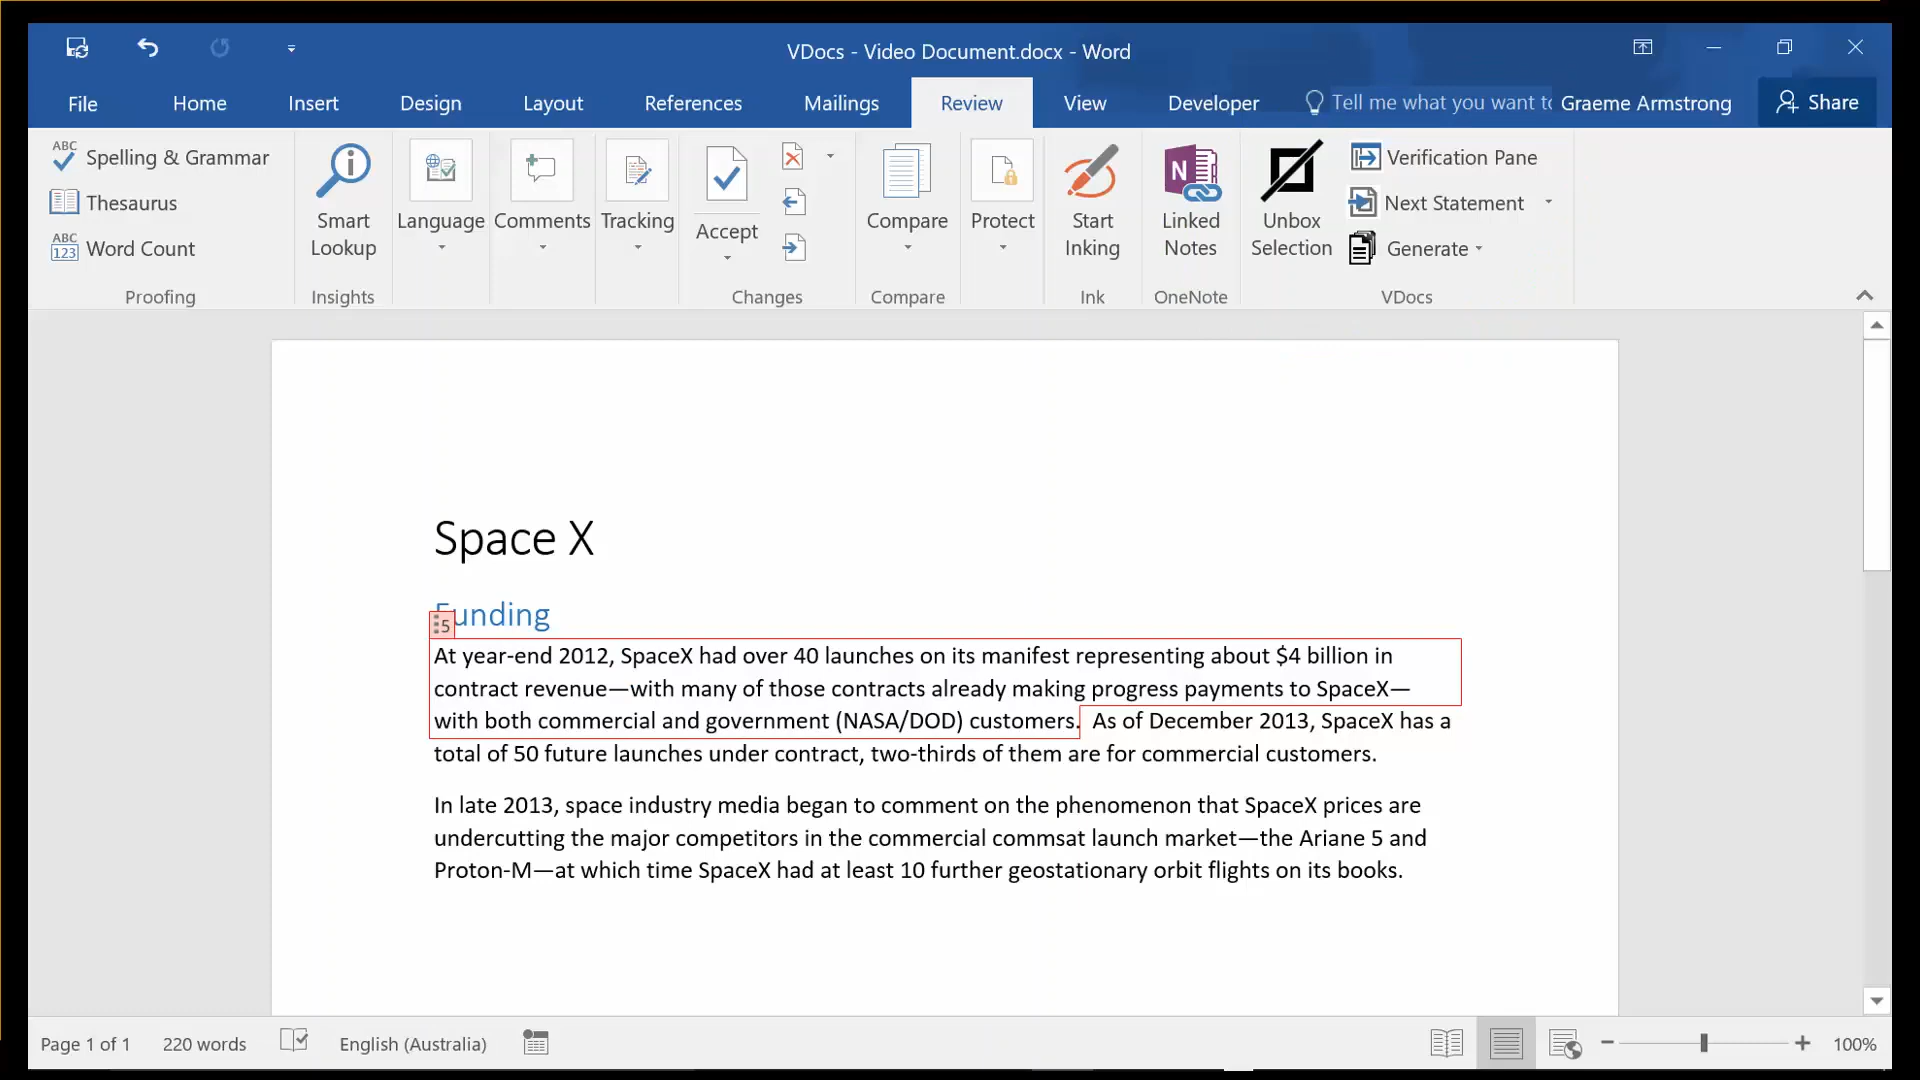 VDocs - Video Document.docx - Word
File Home Insert Design Layout References Mailings Review View Developer Tell me what you want to Graeme Armstrong Share
ABC Spelling & Grammar
Thesaurus
ABC 123 Word Count
Proofing
Smart Lookup
Insights
Language
Comments
Tracking
Accept
Changes
Compare
Compare
Protect
Start Inking
Ink
N Linked Notes
OneNote
Unbox Selection
Verification Pane
Next Statement
Generate
VDocs
Space X
Funding
5
At year-end 2012, SpaceX had over 40 launches on its manifest representing about $4 billion in
contract revenue—with many of those contracts already making progress payments to SpaceX—
with both commercial and government (NASA/DOD) customers. As of December 2013, SpaceX has a
total of 50 future launches under contract, two-thirds of them are for commercial customers.
In late 2013, space industry media began to comment on the phenomenon that SpaceX prices are
undercutting the major competitors in the commercial commsat launch market—the Ariane 5 and
Proton-M—at which time SpaceX had at least 10 further geostationary orbit flights on its books.
Page 1 of 1 220 words English (Australia) 100%